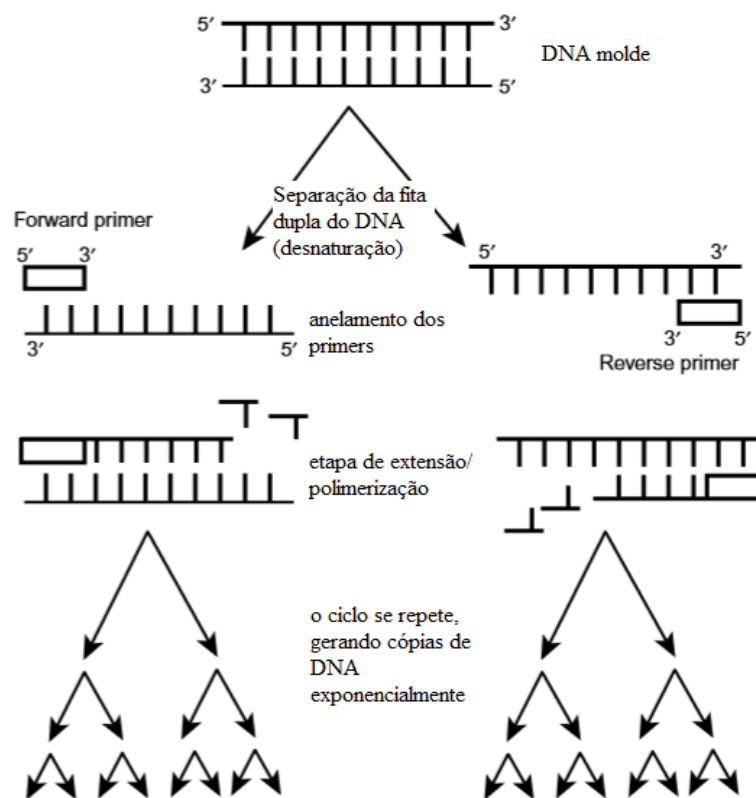 5′ 3′
DNA molde
3′ 5′
Separação da fita
dupla do DNA
(desnaturação)
Forward primer
5′ 3′
5′ 3′
anelamento dos
primers
3′ 5′
3′ 5′
Reverse primer
etapa de extensão/
polimerização
o ciclo se repete,
gerando cópias de
DNA
exponencialmente